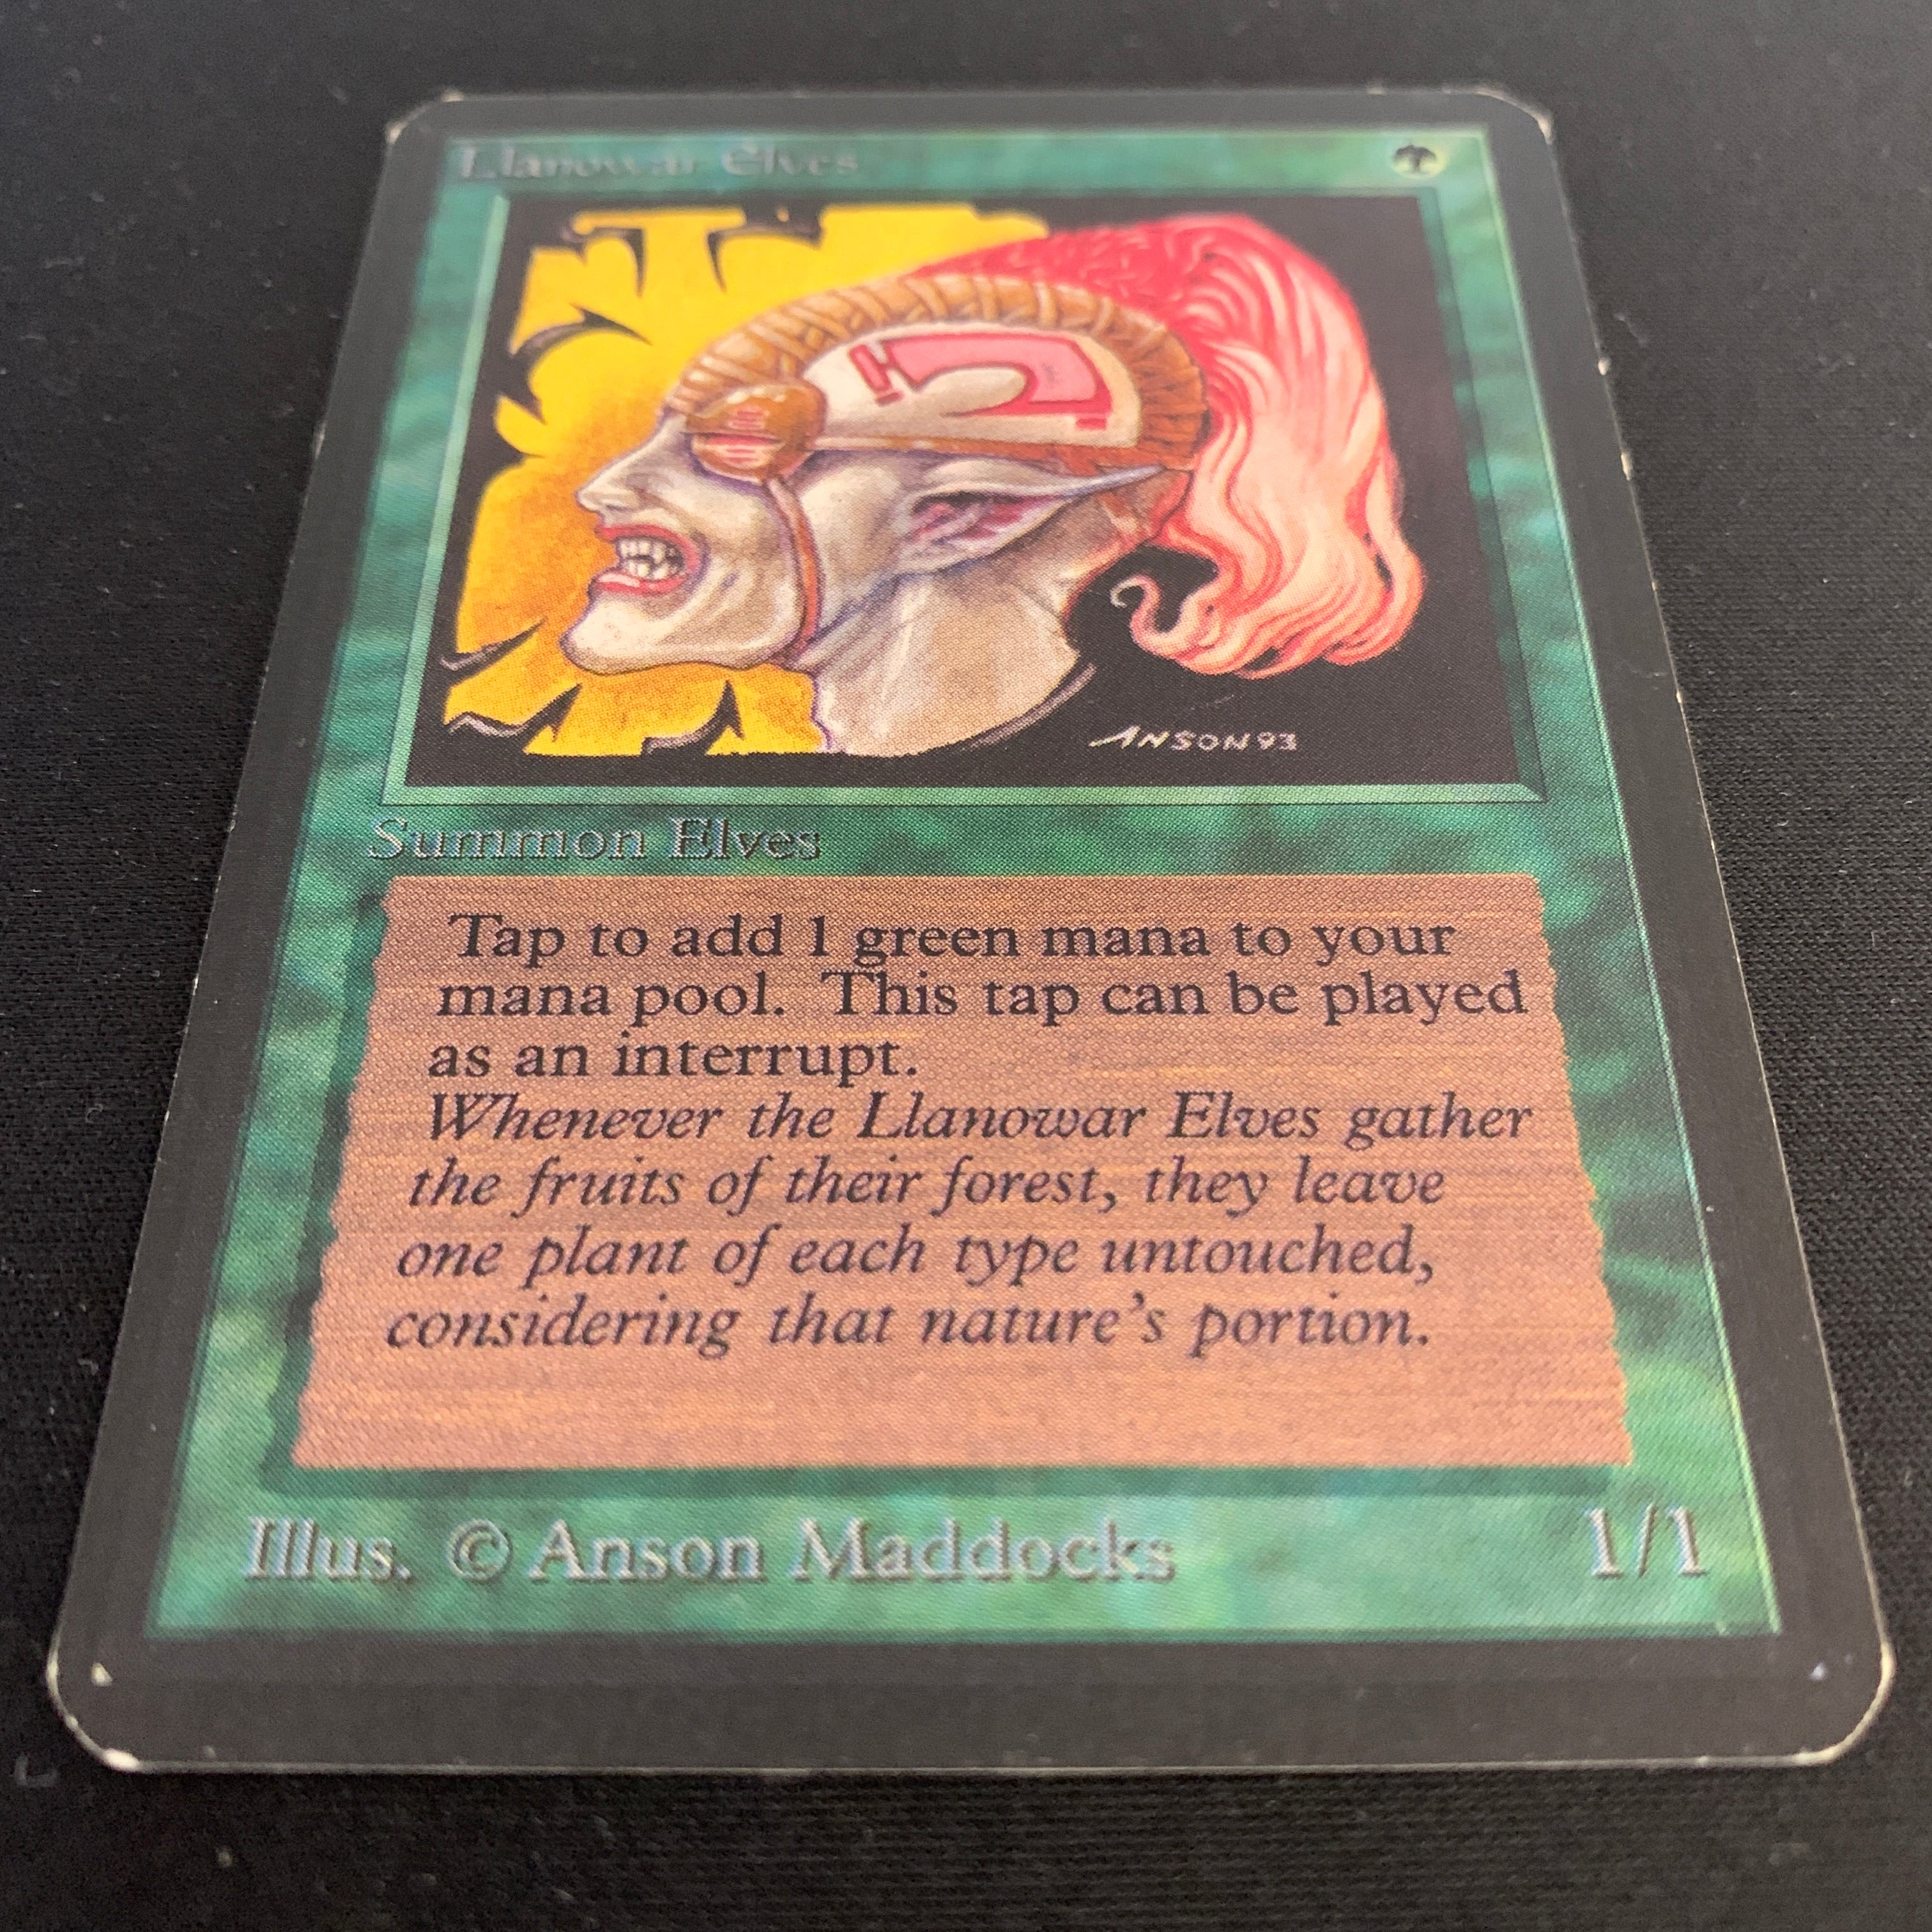 Llanowar Elves
ANSON 93
Summon Elves
Tap to add 1 green mana to your
mana pool. This tap can be played
as an interrupt.
Whenever the Llanowar Elves gather
the fruits of their forest, they leave
one plant of each type untouched,
considering that nature's portion.
Illus. © Anson Maddocks
1/1